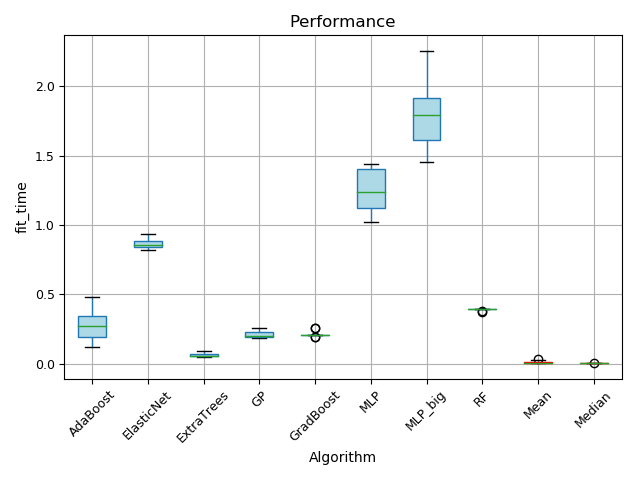 Performance
fit_time
2.0
1.5
1.0
0.5
0.0
AdaBoost
ElasticNet
ExtraTrees
GP
GradBoost
MLP
MLP_big
RF
Mean
Median
Algorithm